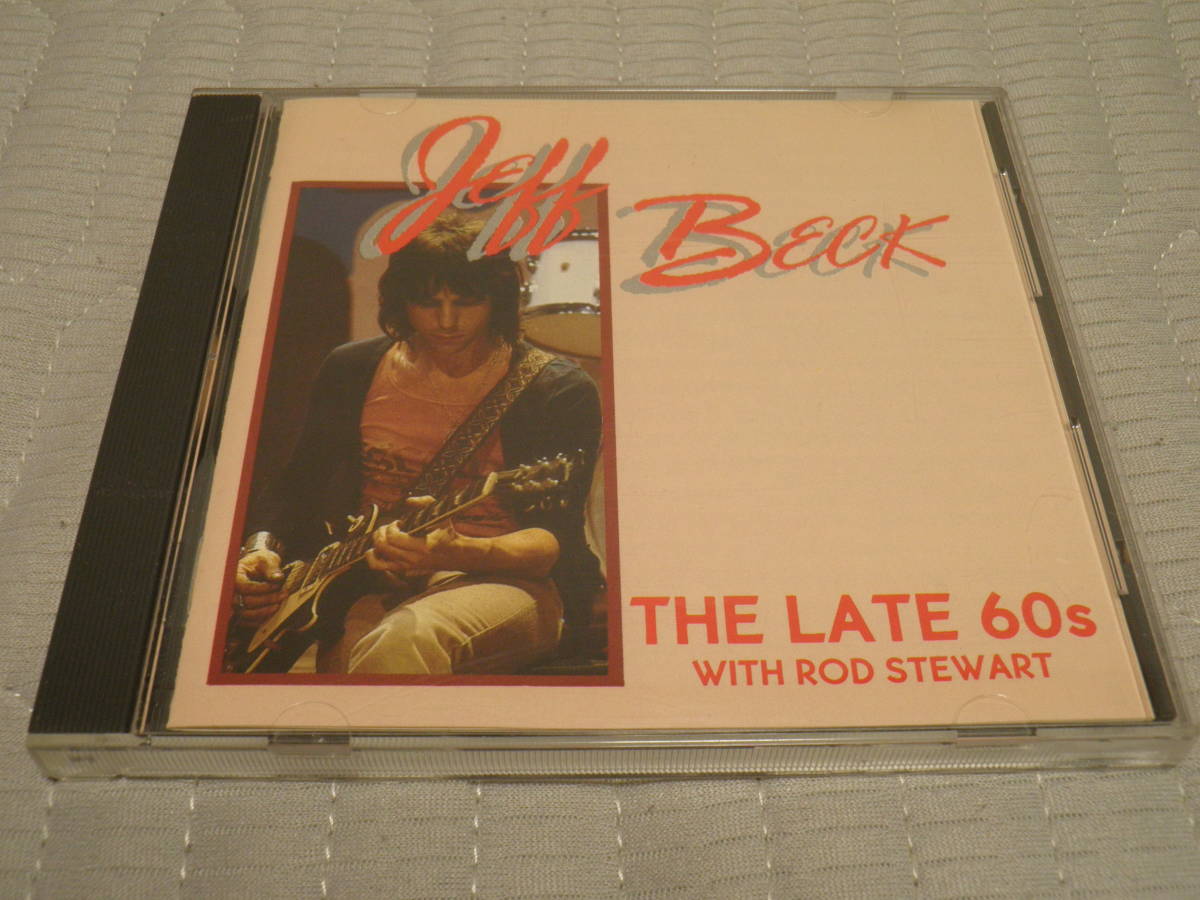 Jeff Beck
THE LATE 60s
WITH ROD STEWART